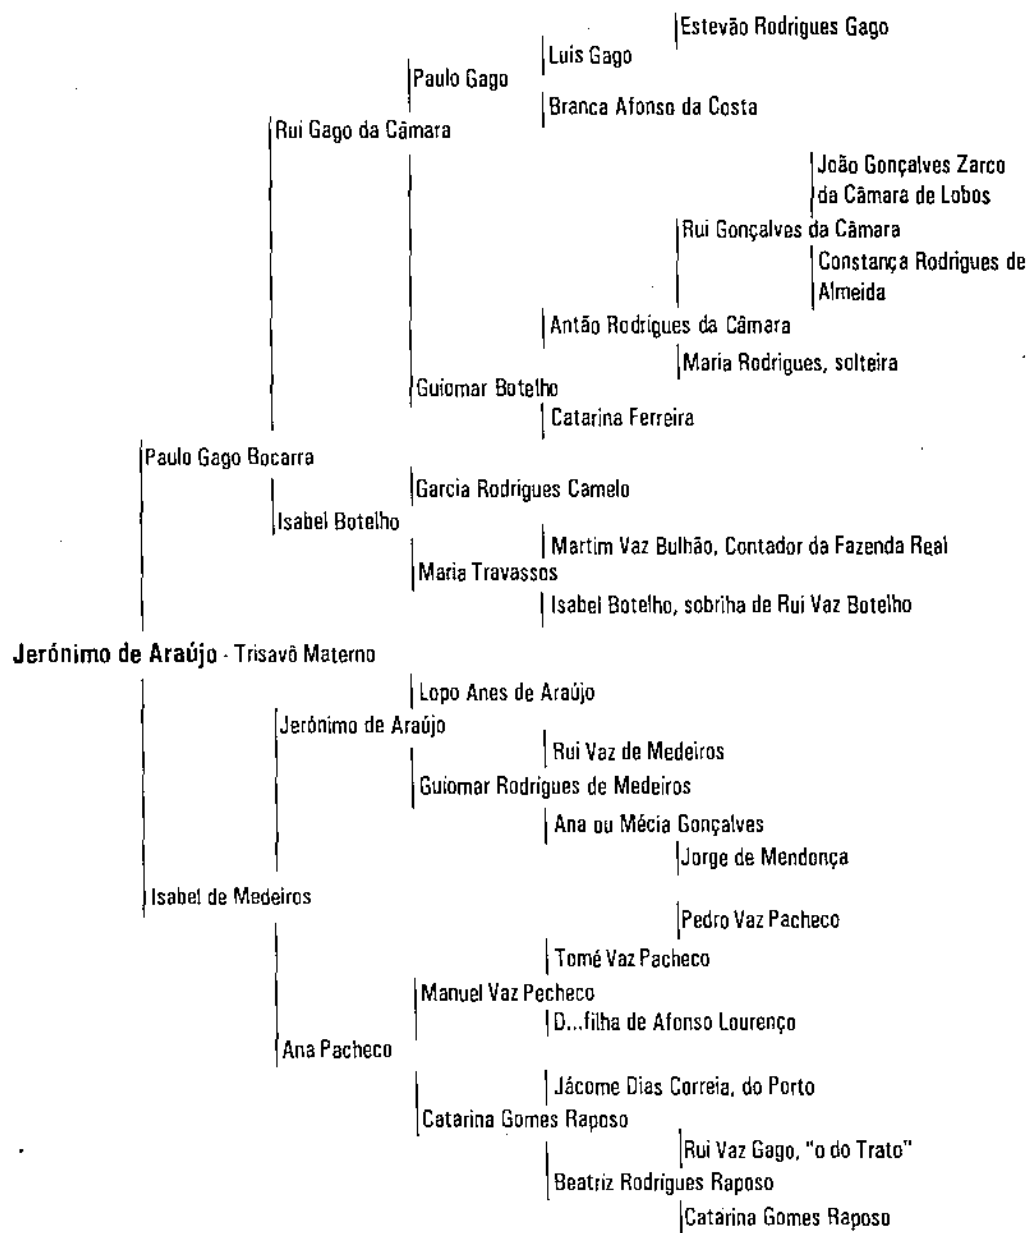 Estevão Rodrigues Gago
Luís Gago
Paulo Gago
Branca Afonso da Costa
Rui Gago da Câmara
João Gonçalves Zarco
da Câmara de Lobos
Rui Gonçalves da Câmara
Constança Rodrigues de
Almeida
Antão Rodrigues da Câmara
Maria Rodrigues, solteira
Guiomar Botelho
Catarina Ferreira
Paulo Gago Bocarra
Garcia Rodrigues Camelo
Isabel Botelho
Martim Vaz Bulhão, Contador da Fazenda Real
Maria Travassos
Isabel Botelho, sobriha de Rui Vaz Botelho
Jerónimo de Araújo - Trisavô Materno
Lopo Anes de Araújo
Jerónimo de Araújo
Rui Vaz de Medeiros
Guiomar Rodrigues de Medeiros
Ana ou Mécia Gonçalves
Jorge de Mendonça
Isabel de Medeiros
Pedro Vaz Pacheco
Tomé Vaz Pacheco
Manuel Vaz Pecheco
D...filha de Afonso Lourenço
Ana Pacheco
Jácome Dias Correia, do Porto
Catarina Gomes Raposo
Rui Vaz Gago, "o do Trato"
Beatriz Rodrigues Raposo
Catarina Gomes Raposo